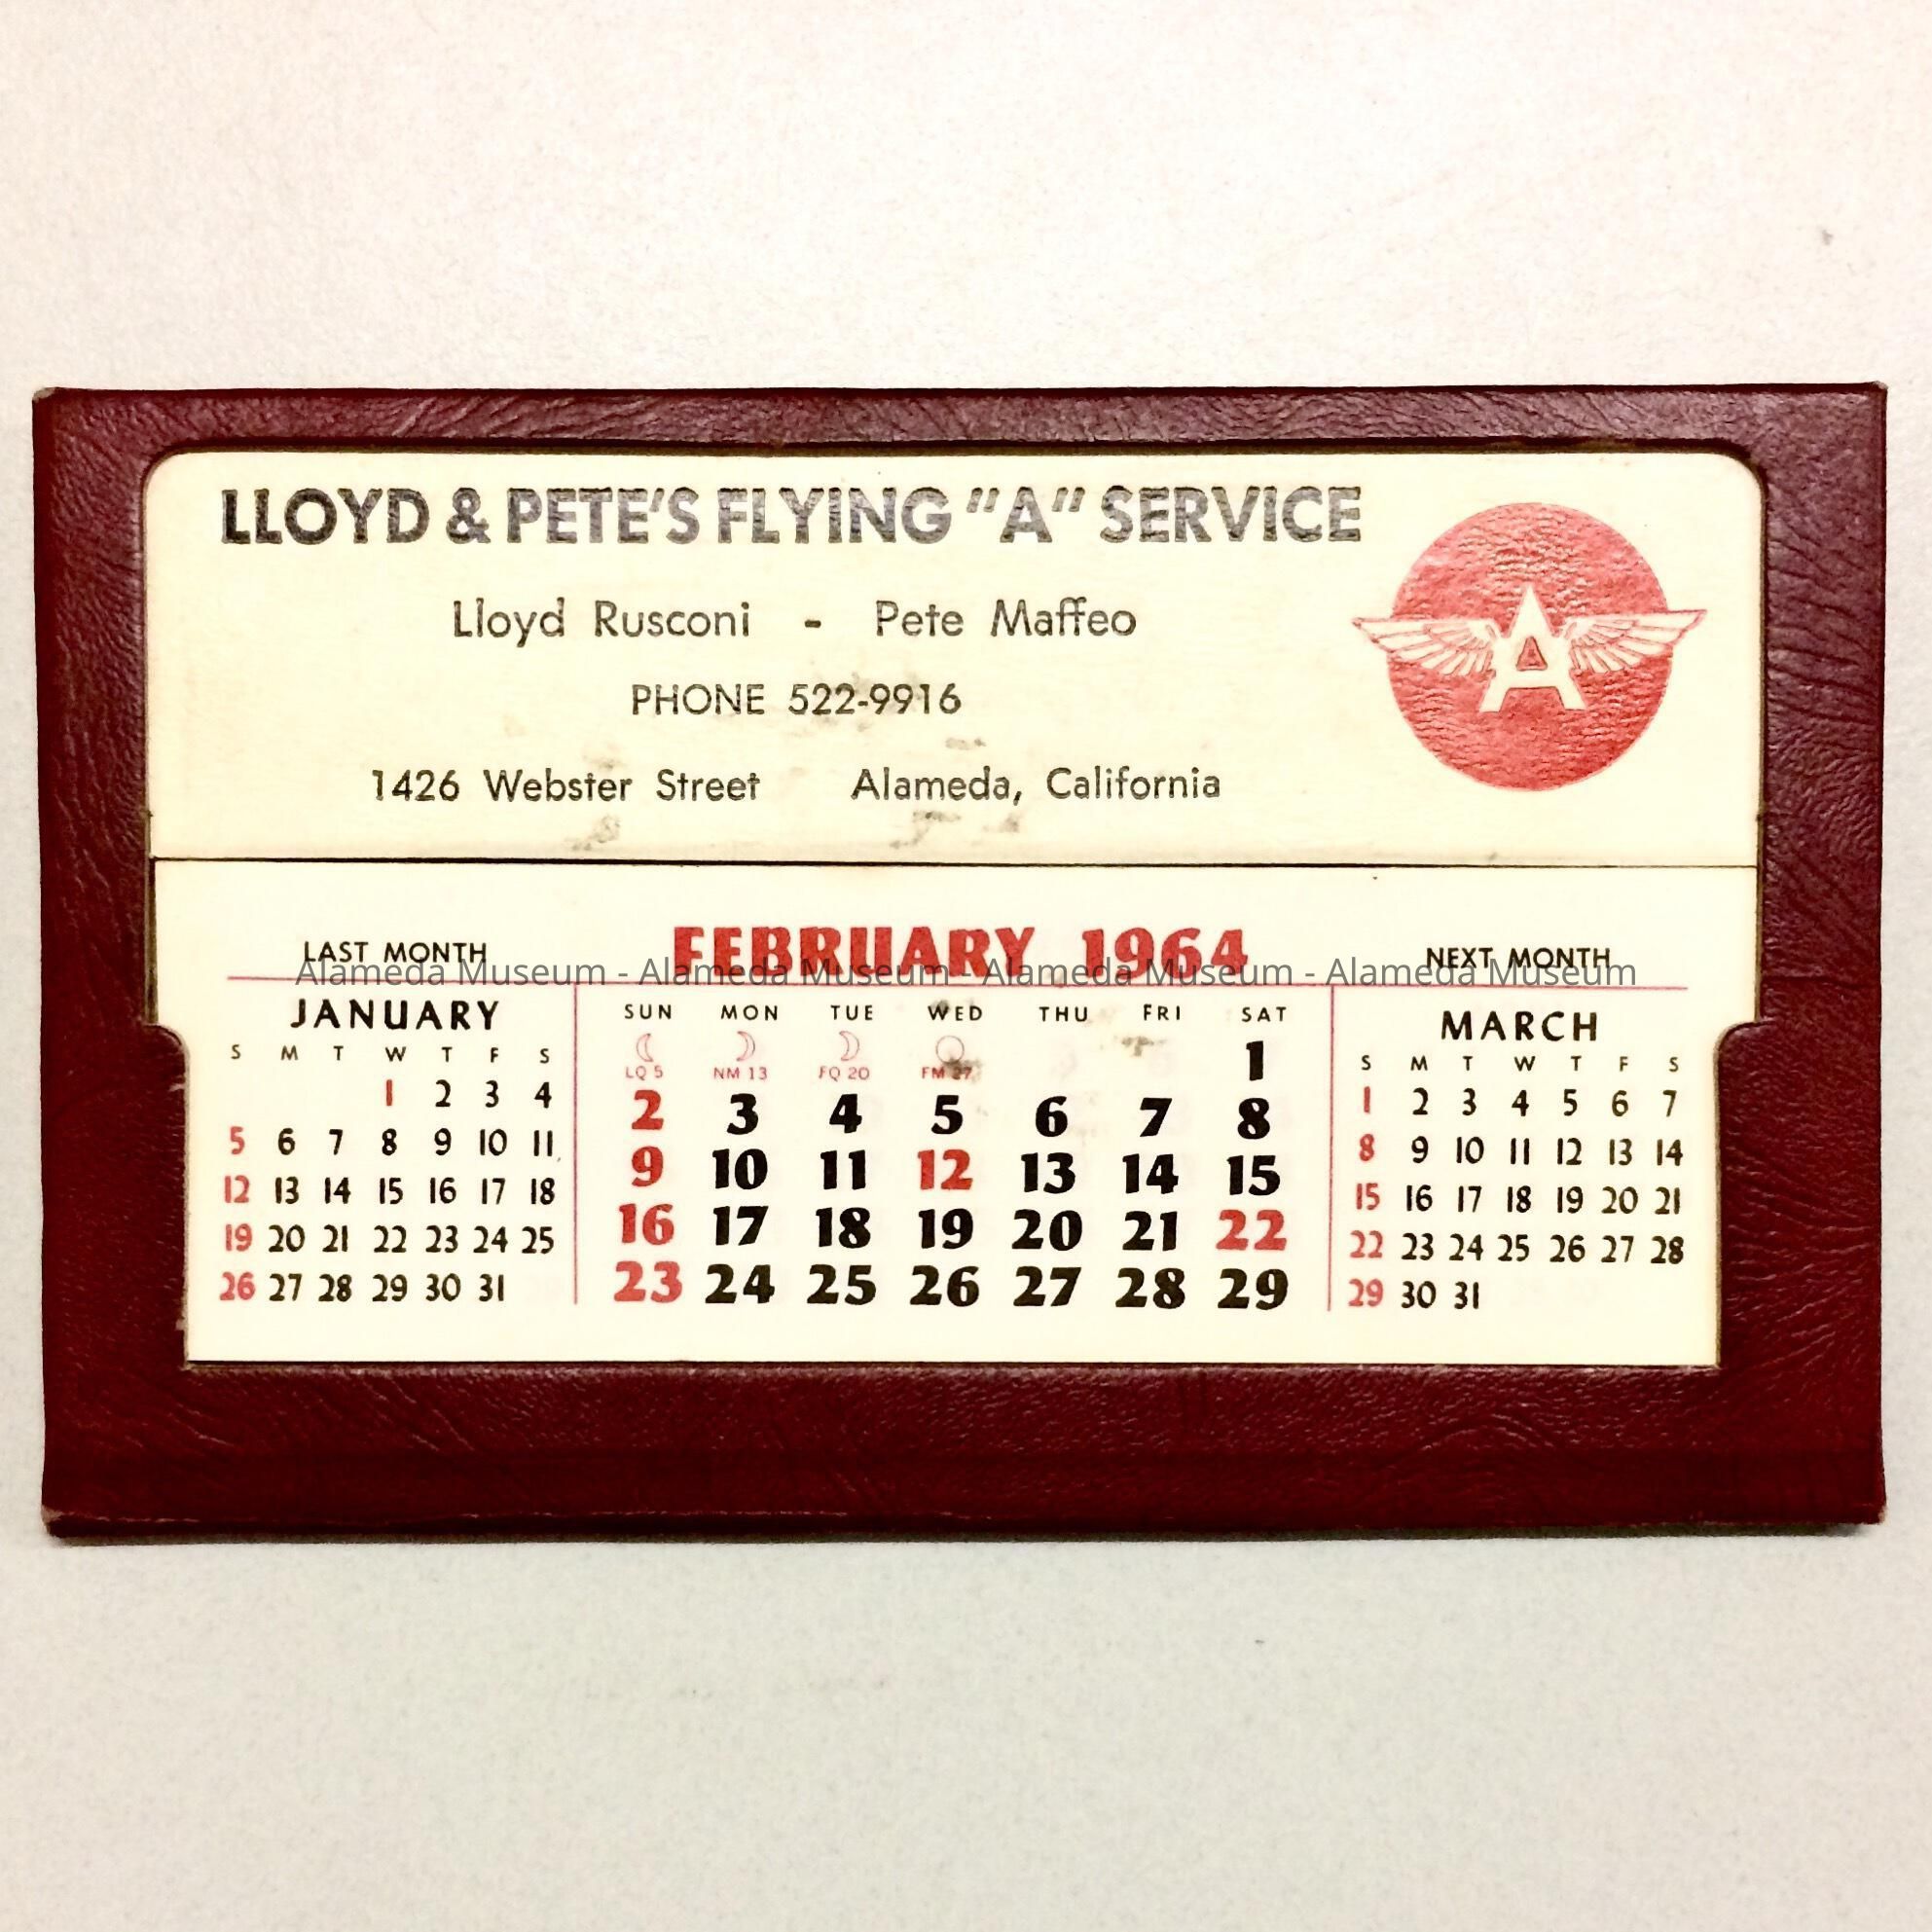 LLOYD & PETE'S FLYING "A" SERVICE
A
Lloyd Rusconi - Pete Maffeo
PHONE 522-9916
1426 Webster Street Alameda, California
LAST MONTH
JANUARY
S M T W T F S
1 2 3 4
5 6 7 8 9 10 11
12 13 14 15 16 17 18
19 20 21 22 23 24 25
26 27 28 29 30 31
FEBRUARY 1964
SUN MON TUE WED THU FRI SAT
LQ 5 NM 13 FQ 20 FM 27 1
2 3 4 5 6 7 8
9 10 11 12 13 14 15
16 17 18 19 20 21 22
23 24 25 26 27 28 29
NEXT MONTH
MARCH
S M T W T F S
1 2 3 4 5 6 7
8 9 10 11 12 13 14
15 16 17 18 19 20 21
22 23 24 25 26 27 28
29 30 31
Alameda Museum - Alameda Museum - Alameda Museum - Alameda Museum